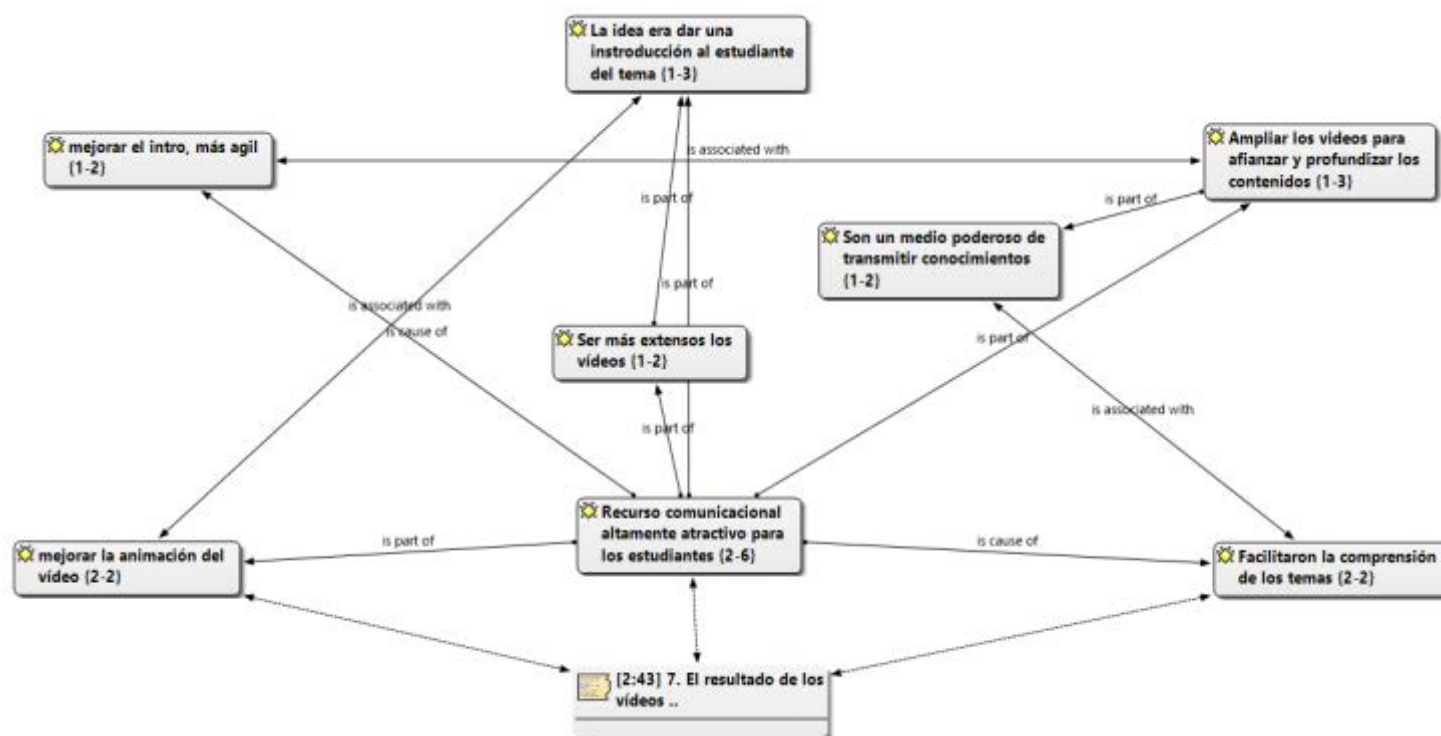 La idea era dar una
instroducción al estudiante
del tema {1-3}
mejorar el intro, más agil
{1-2}
is associated with
Ampliar los videos para
afianzar y profundizar los
contenidos {1-3}
is part of
is part of
Son un medio poderoso de
transmitir conocimientos
{1-2}
is part of
is associated with
is cause of
Ser más extensos los
vídeos {1-2}
is part of
is associated with
is part of
Recurso comunicacional
altamente atractivo para
los estudiantes {2-6}
mejorar la animación del
vídeo {2-2}
is part of
is cause of
Facilitaron la comprensión
de los temas {2-2}
[2:43] 7. El resultado de los
vídeos ..